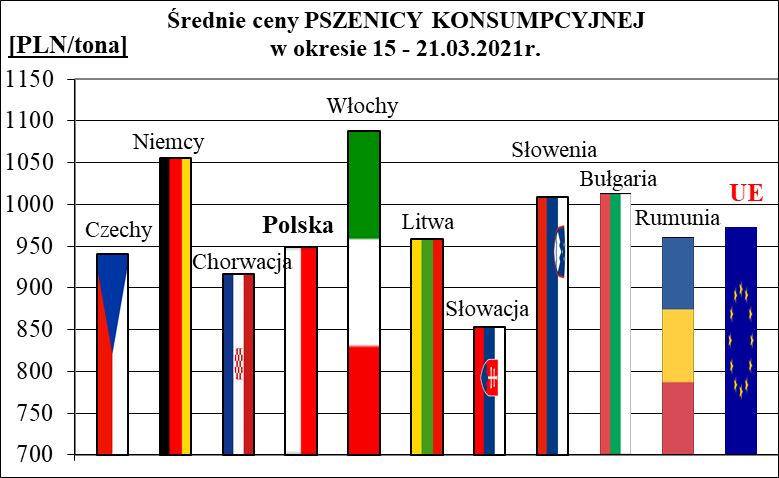 Średnie ceny PSZENICY KONSUMPCYJNEJ
w okresie 15 - 21.03.2021r.
[PLN/tona]
1150
1100
1050
1000
950
900
850
800
750
700
Czechy
Niemcy
Chorwacja
Polska
Włochy
Litwa
Słowacja
Słowenia
Bułgaria
Rumunia
UE